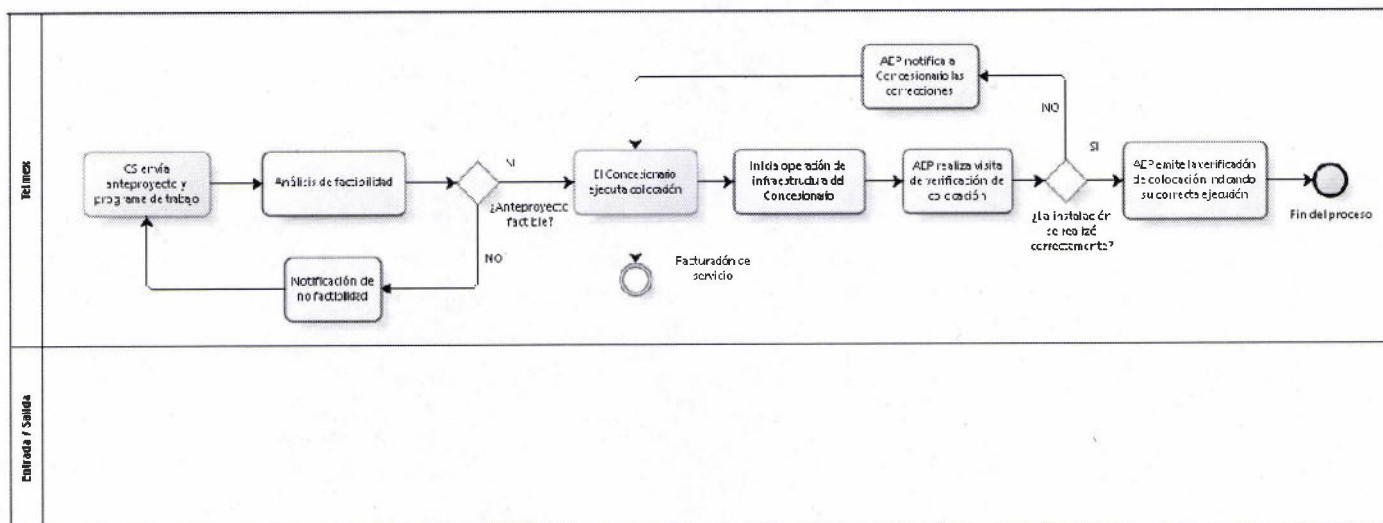 Telmex
AEP notifica a
Concesionario las
correcciones
NO
CS envía
anteproyecto y
programa de trabajo
Análisis de factibilidad
SI
¿Anteproyecto
factible?
El Concesionario
ejecuta colocación
Inicia operación de
infraestructura del
Concesionario
AEP realiza visita
de verificación de
colocación
SI
¿La instalación
se realizó
correctamente?
AEP emite la verificación
de colocación indicando
su correcta ejecución
Fin del proceso
NO
Notificación de
no factibilidad
Facturación de
servicio
Entrada / Salida